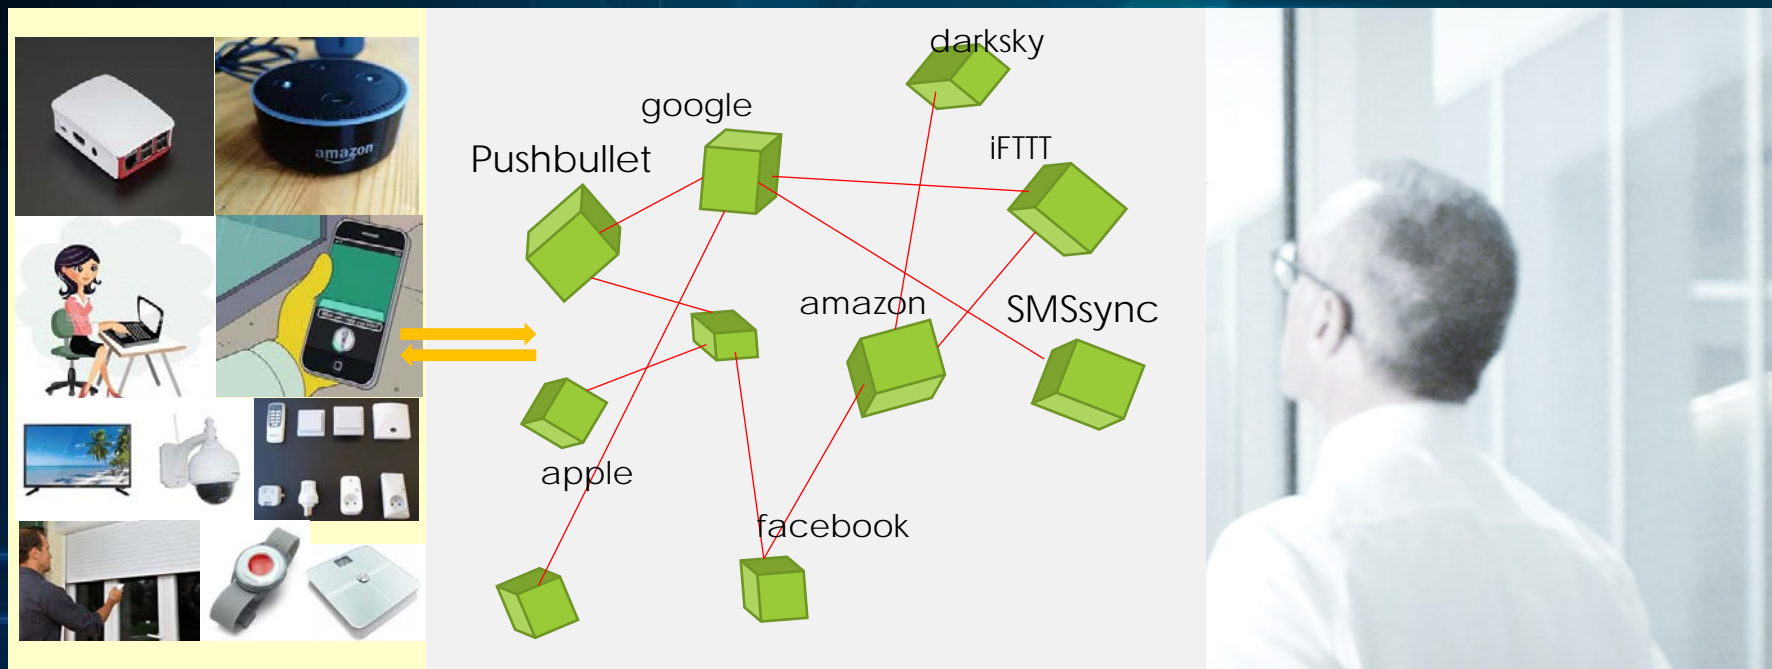 amazon
darksky
google
iFTTT
Pushbullet
amazon
SMSsync
apple
facebook